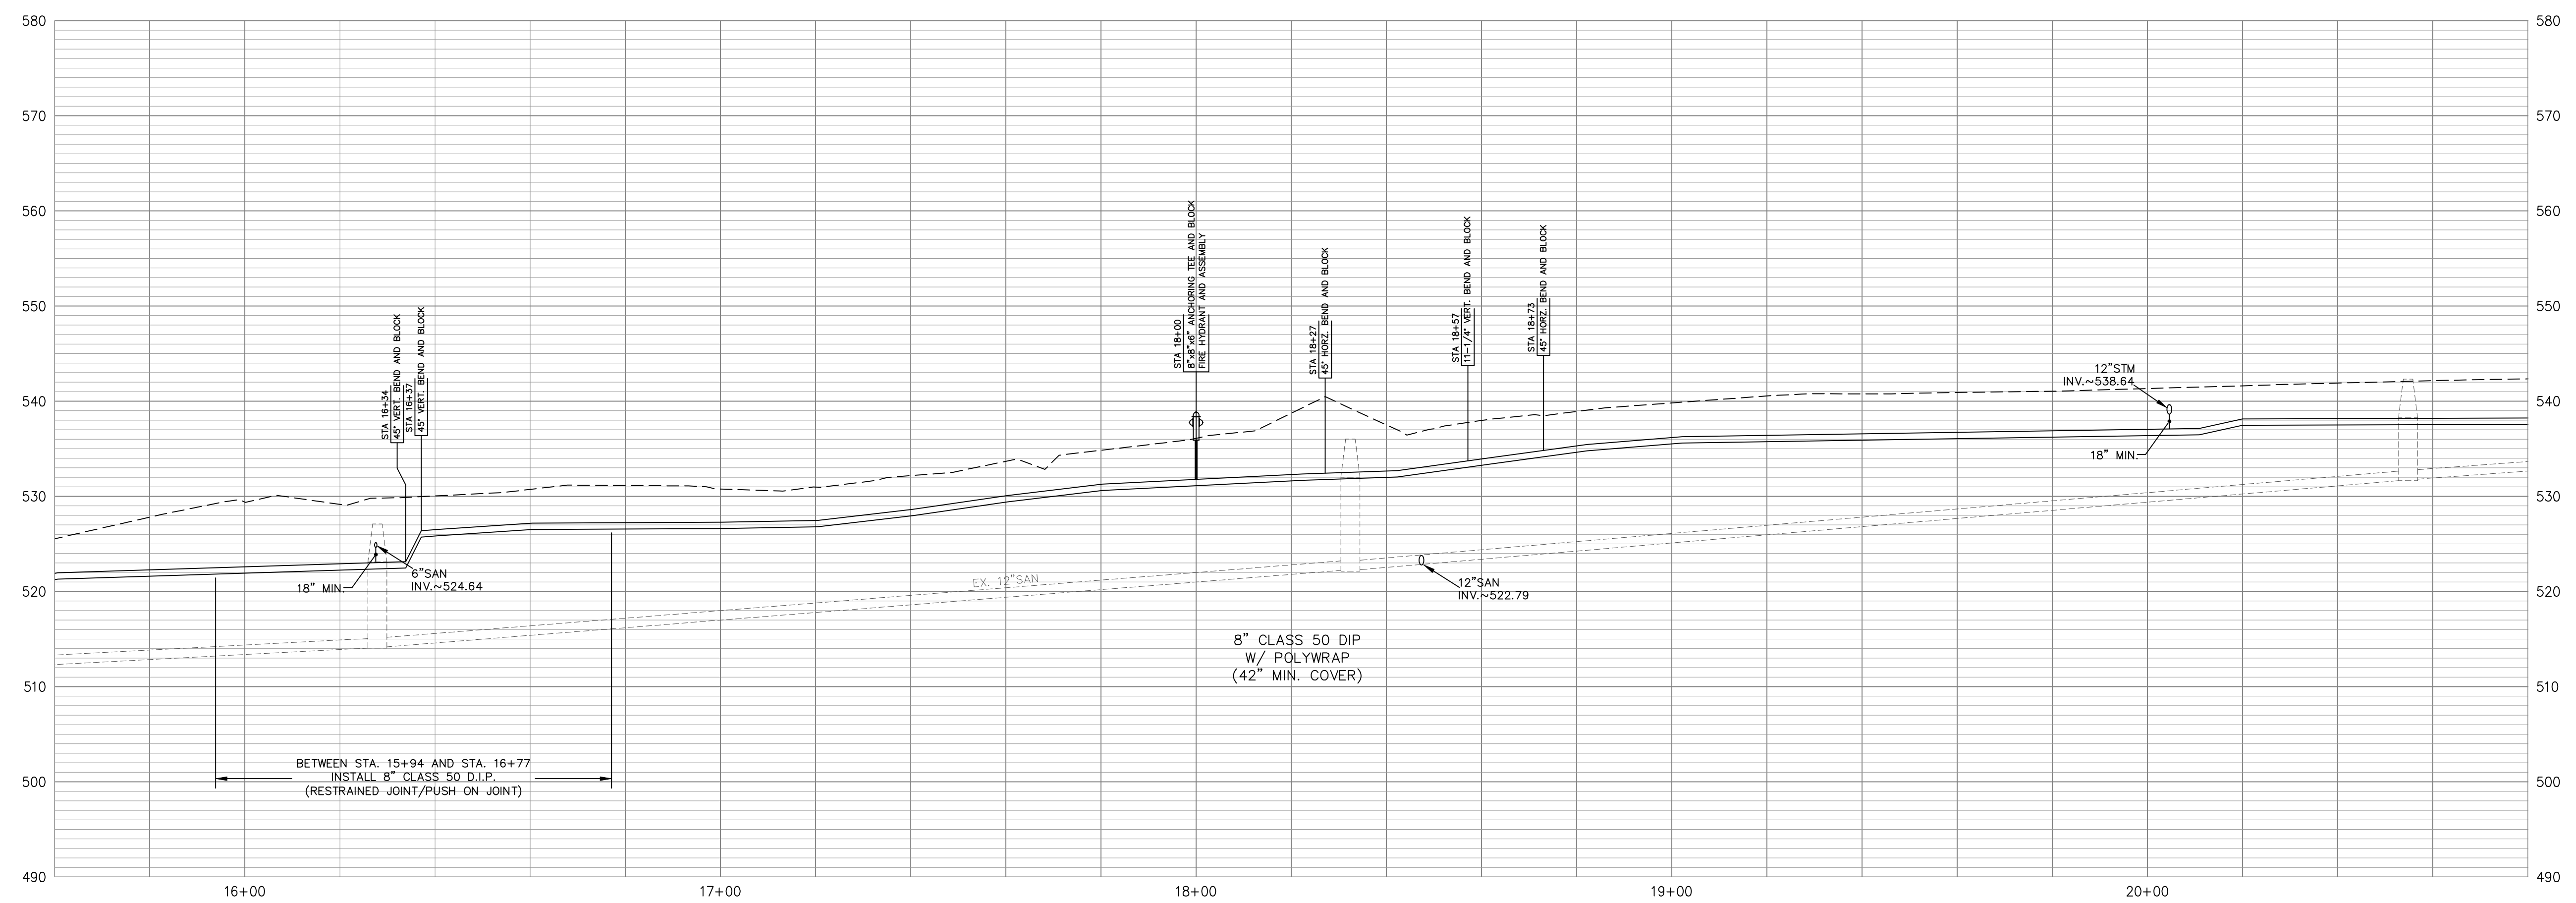 580
580
570
570
560
560
550
550
540
540
530
530
520
520
510
510
500
500
490
490
STA 16+34
45° VERT. BEND AND BLOCK
STA 16+37
45° VERT. BEND AND BLOCK
STA 18+00
8"x8"x6" ANCHORING TEE AND BLOCK
FIRE HYDRANT AND ASSEMBLY
STA 18+27
45° HORZ. BEND AND BLOCK
STA 18+57
11-1/4° VERT. BEND AND BLOCK
STA 18+73
45° HORZ. BEND AND BLOCK
12"STM
INV.~538.64
18" MIN.
6"SAN
INV.~524.64
18" MIN.
EX. 12"SAN
12"SAN
INV.~522.79
8" CLASS 50 DIP
W/ POLYWRAP
(42" MIN. COVER)
BETWEEN STA. 15+94 AND STA. 16+77
INSTALL 8" CLASS 50 D.I.P.
(RESTRAINED JOINT/PUSH ON JOINT)
16+00
17+00
18+00
19+00
20+00